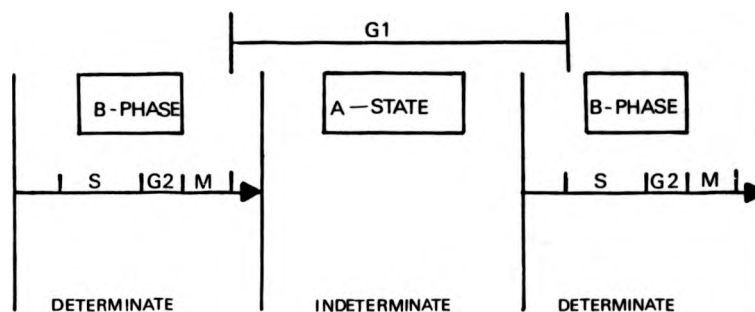 G1
B-PHASE A—STATE B-PHASE
S G2 M S G2 M
DETERMINATE INDETERMINATE DETERMINATE